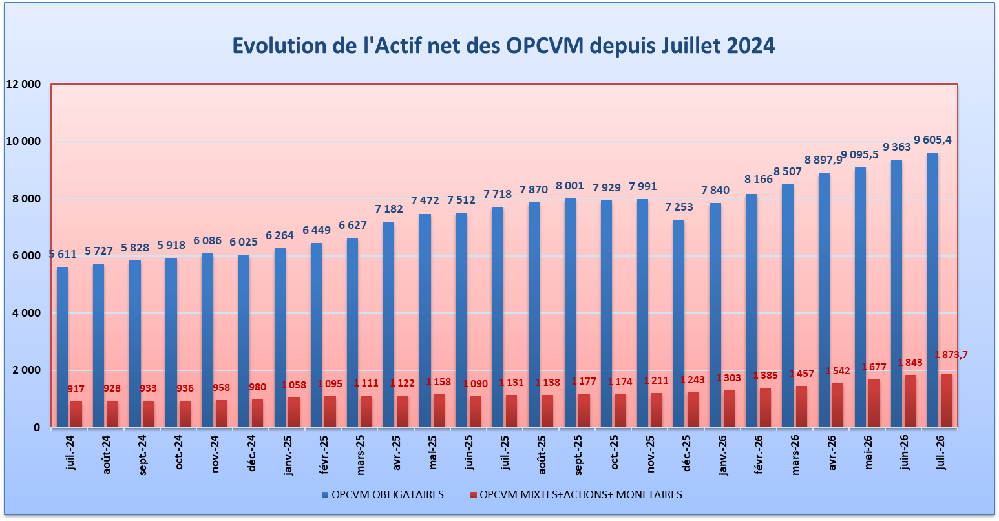 Evolution de l'Actif net des OPCVM depuis Juillet 2024
12 000
10 000
8 000
6 000
4 000
2 000
0
5 611
5 727
5 828
5 918
6 086
6 025
6 264
6 449
6 627
7 182
7 472
7 512
7 718
7 870
8 001
7 929
7 991
7 253
7 840
8 166
8 507
8 897,9
9 095,5
9 363
9 605,4
917
928
933
936
958
980
1 058
1 095
1 111
1 122
1 158
1 090
1 131
1 138
1 177
1 174
1 211
1 243
1 303
1 385
1 457
1 542
1 677
1 843
1 873,7
juil.-24
août-24
sept.-24
oct.-24
nov.-24
déc.-24
janv.-25
févr.-25
mars-25
avr.-25
mai-25
juin-25
juil.-25
août-25
sept.-25
oct.-25
nov.-25
déc.-25
janv.-26
févr.-26
mars-26
avr.-26
mai-26
juin-26
juil.-26
OPCVM OBLIGATAIRES
OPCVM MIXTES+ACTIONS+ MONETAIRES